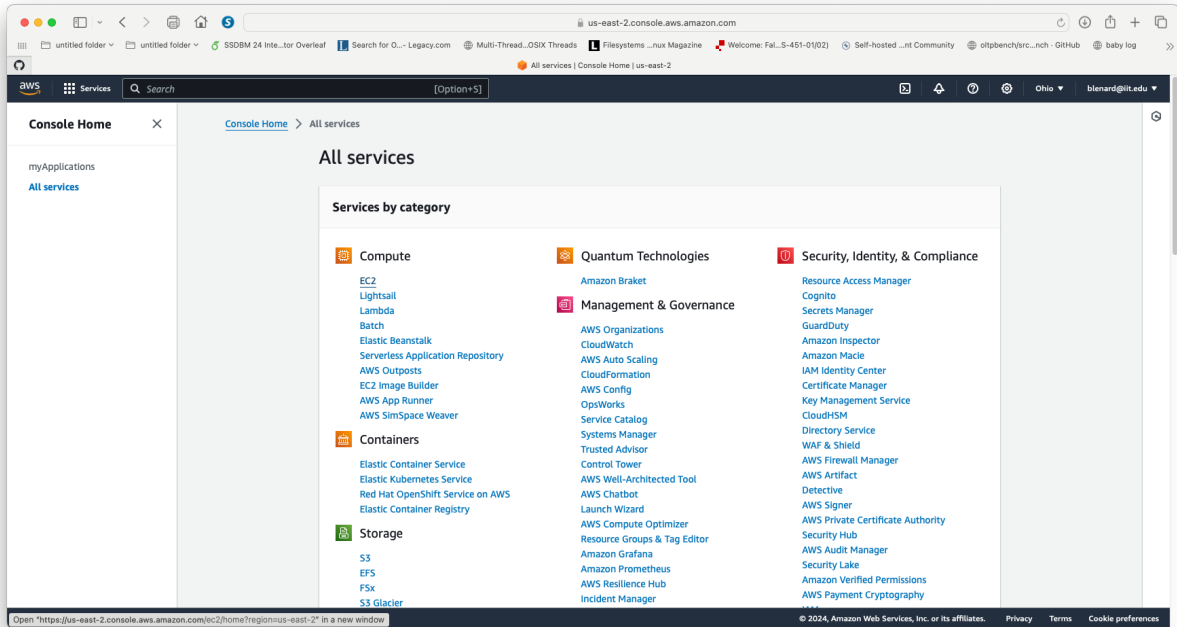 us-east-2.console.aws.amazon.com
untitled folder
untitled folder
SSDBM 24 Inte...tor Overleaf
Search for O...- Legacy.com
Multi-Thread...OSIX Threads
Filesystems ...nux Magazine
Welcome: Fal...S-451-01/02)
Self-hosted ...nt Community
oltpbench/src...nch · GitHub
baby log
All services | Console Home | us-east-2
aws
Services
Search
[Option+S]
Ohio
blenard@iit.edu
Console Home
myApplications
All services
Console Home > All services
All services
Services by category
Compute
EC2
Lightsail
Lambda
Batch
Elastic Beanstalk
Serverless Application Repository
AWS Outposts
EC2 Image Builder
AWS App Runner
AWS SimSpace Weaver
Containers
Elastic Container Service
Elastic Kubernetes Service
Red Hat OpenShift Service on AWS
Elastic Container Registry
Storage
S3
EFS
FSx
S3 Glacier
Quantum Technologies
Amazon Braket
Management & Governance
AWS Organizations
CloudWatch
AWS Auto Scaling
CloudFormation
AWS Config
OpsWorks
Service Catalog
Systems Manager
Trusted Advisor
Control Tower
AWS Well-Architected Tool
AWS Chatbot
Launch Wizard
AWS Compute Optimizer
Resource Groups & Tag Editor
Amazon Grafana
Amazon Prometheus
AWS Resilience Hub
Incident Manager
Security, Identity, & Compliance
Resource Access Manager
Cognito
Secrets Manager
GuardDuty
Amazon Inspector
Amazon Macie
IAM Identity Center
Certificate Manager
Key Management Service
CloudHSM
Directory Service
WAF & Shield
AWS Firewall Manager
AWS Artifact
Detective
AWS Signer
AWS Private Certificate Authority
Security Hub
AWS Audit Manager
Security Lake
Amazon Verified Permissions
AWS Payment Cryptography
Open "https://us-east-2.console.aws.amazon.com/ec2/home?region=us-east-2" in a new window
© 2024, Amazon Web Services, Inc. or its affiliates.
Privacy
Terms
Cookie preferences